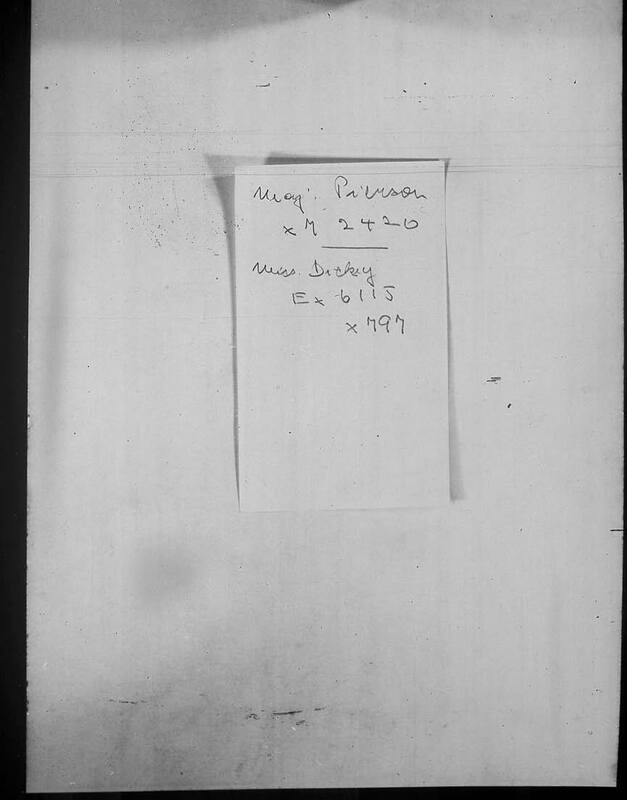 Maj. Pierson
x 7 2420
Miss. Dickey
Ex 6115
x 797